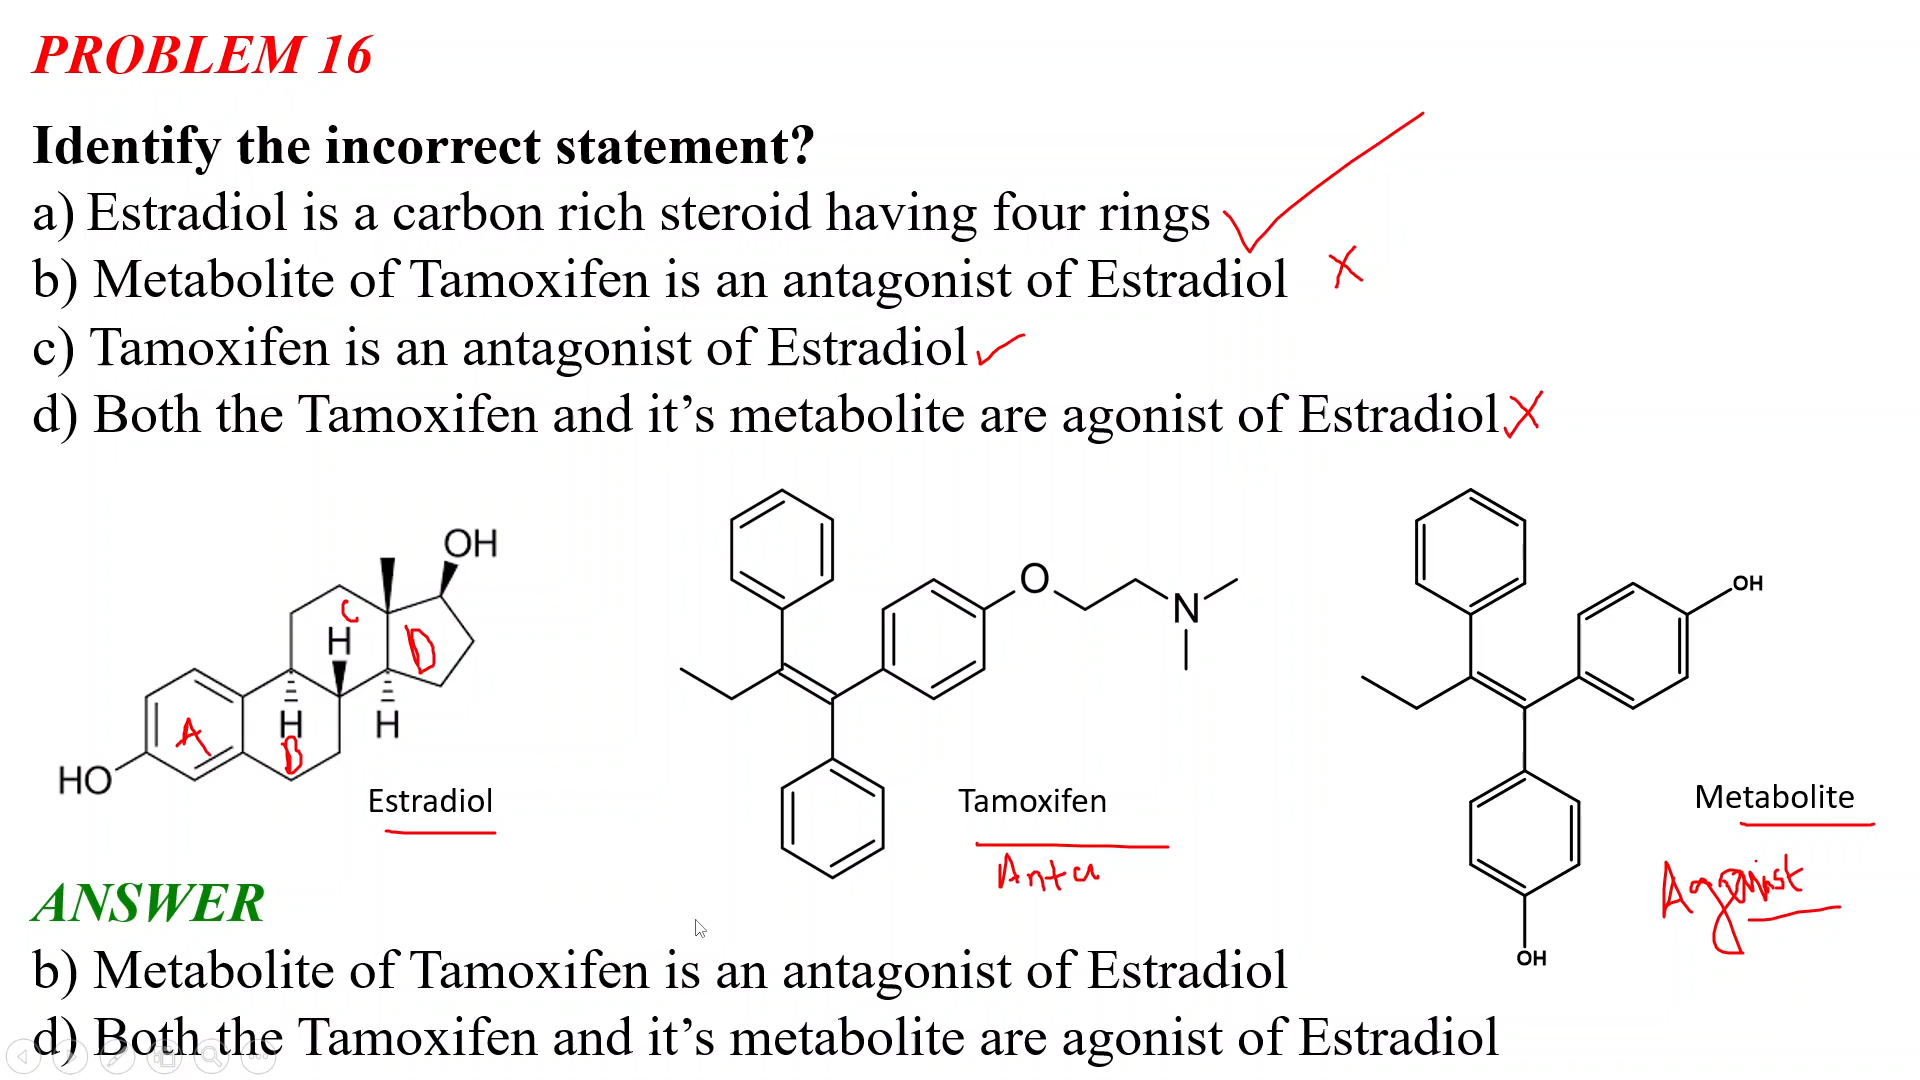 PROBLEM 16
Identify the incorrect statement?
a) Estradiol is a carbon rich steroid having four rings
b) Metabolite of Tamoxifen is an antagonist of Estradiol
c) Tamoxifen is an antagonist of Estradiol
d) Both the Tamoxifen and it’s metabolite are agonist of Estradiol
OH
C
H
D
H
H
A
B
HO
Estradiol
O
N
Tamoxifen
Anta
OH
Metabolite
Agonist
OH
ANSWER
b) Metabolite of Tamoxifen is an antagonist of Estradiol
d) Both the Tamoxifen and it’s metabolite are agonist of Estradiol